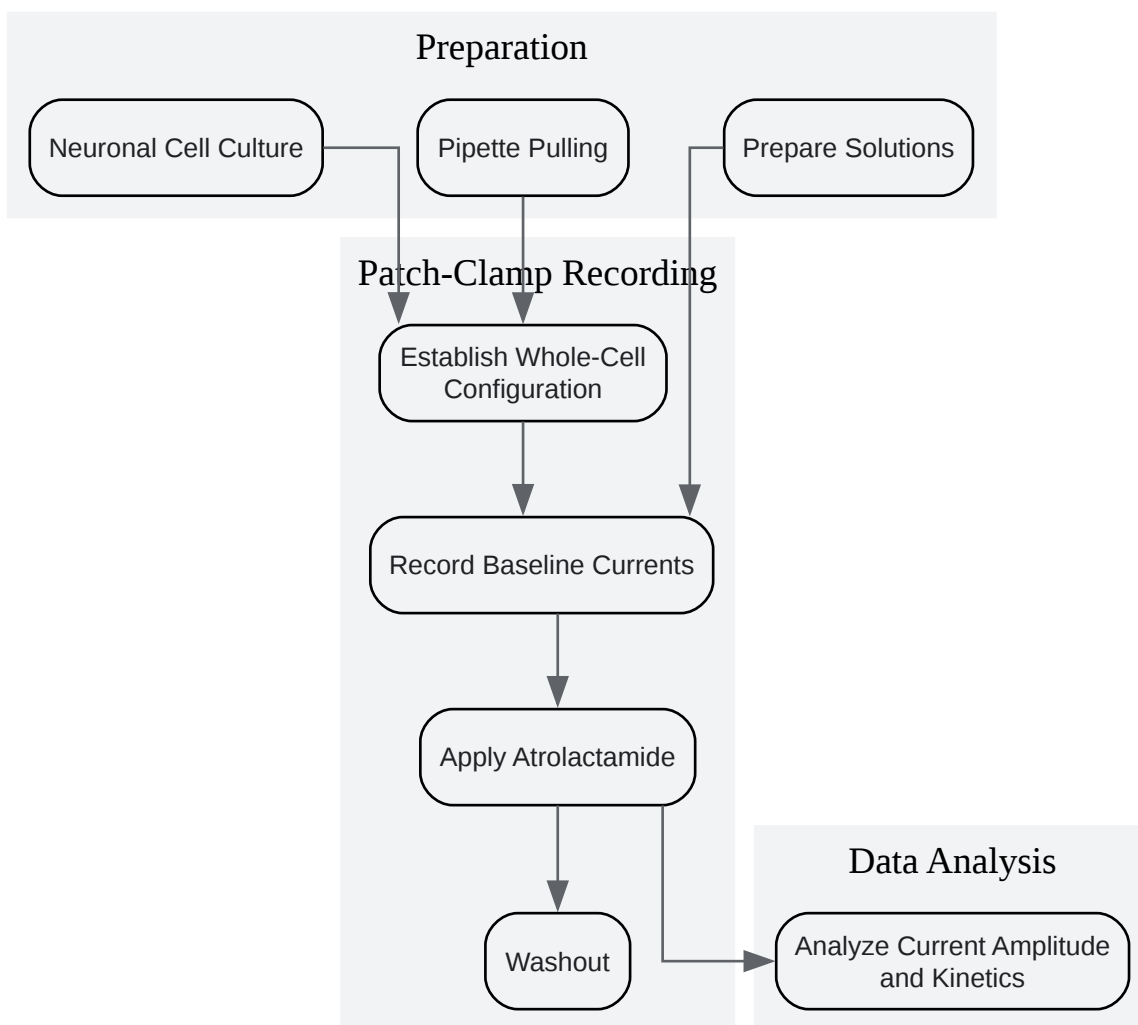 Preparation
Neuronal Cell Culture
Pipette Pulling
Prepare Solutions
Patch-Clamp Recording
Establish Whole-Cell
Configuration
Record Baseline Currents
Apply Atrolactamide
Data Analysis
Washout
Analyze Current Amplitude
and Kinetics